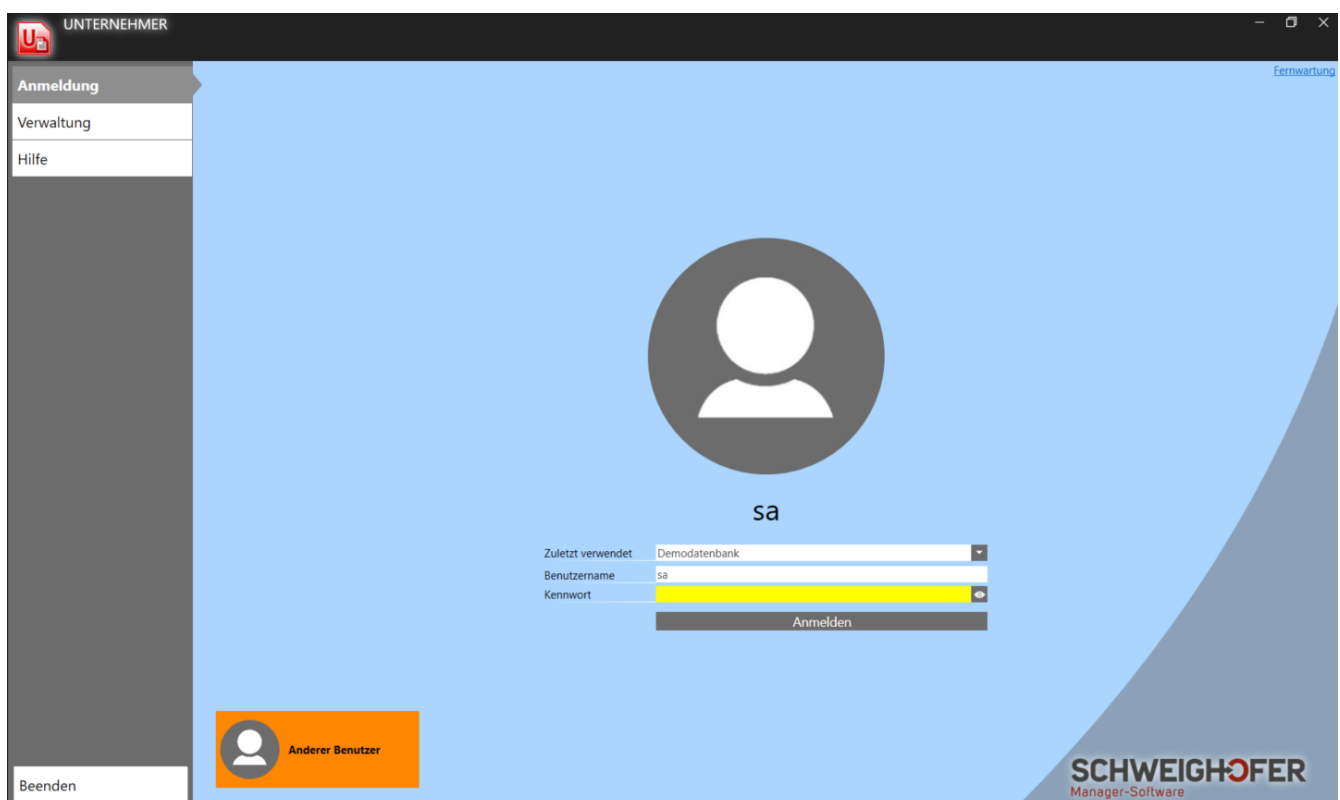 UNTERNEHMER
Anmeldung
Verwaltung
Hilfe
Fernwartung
sa
Zuletzt verwendet Demodatenbank
Benutzername sa
Kennwort
Anmelden
Anderer Benutzer
Beenden
SCHWEIGHOFER
Manager-Software